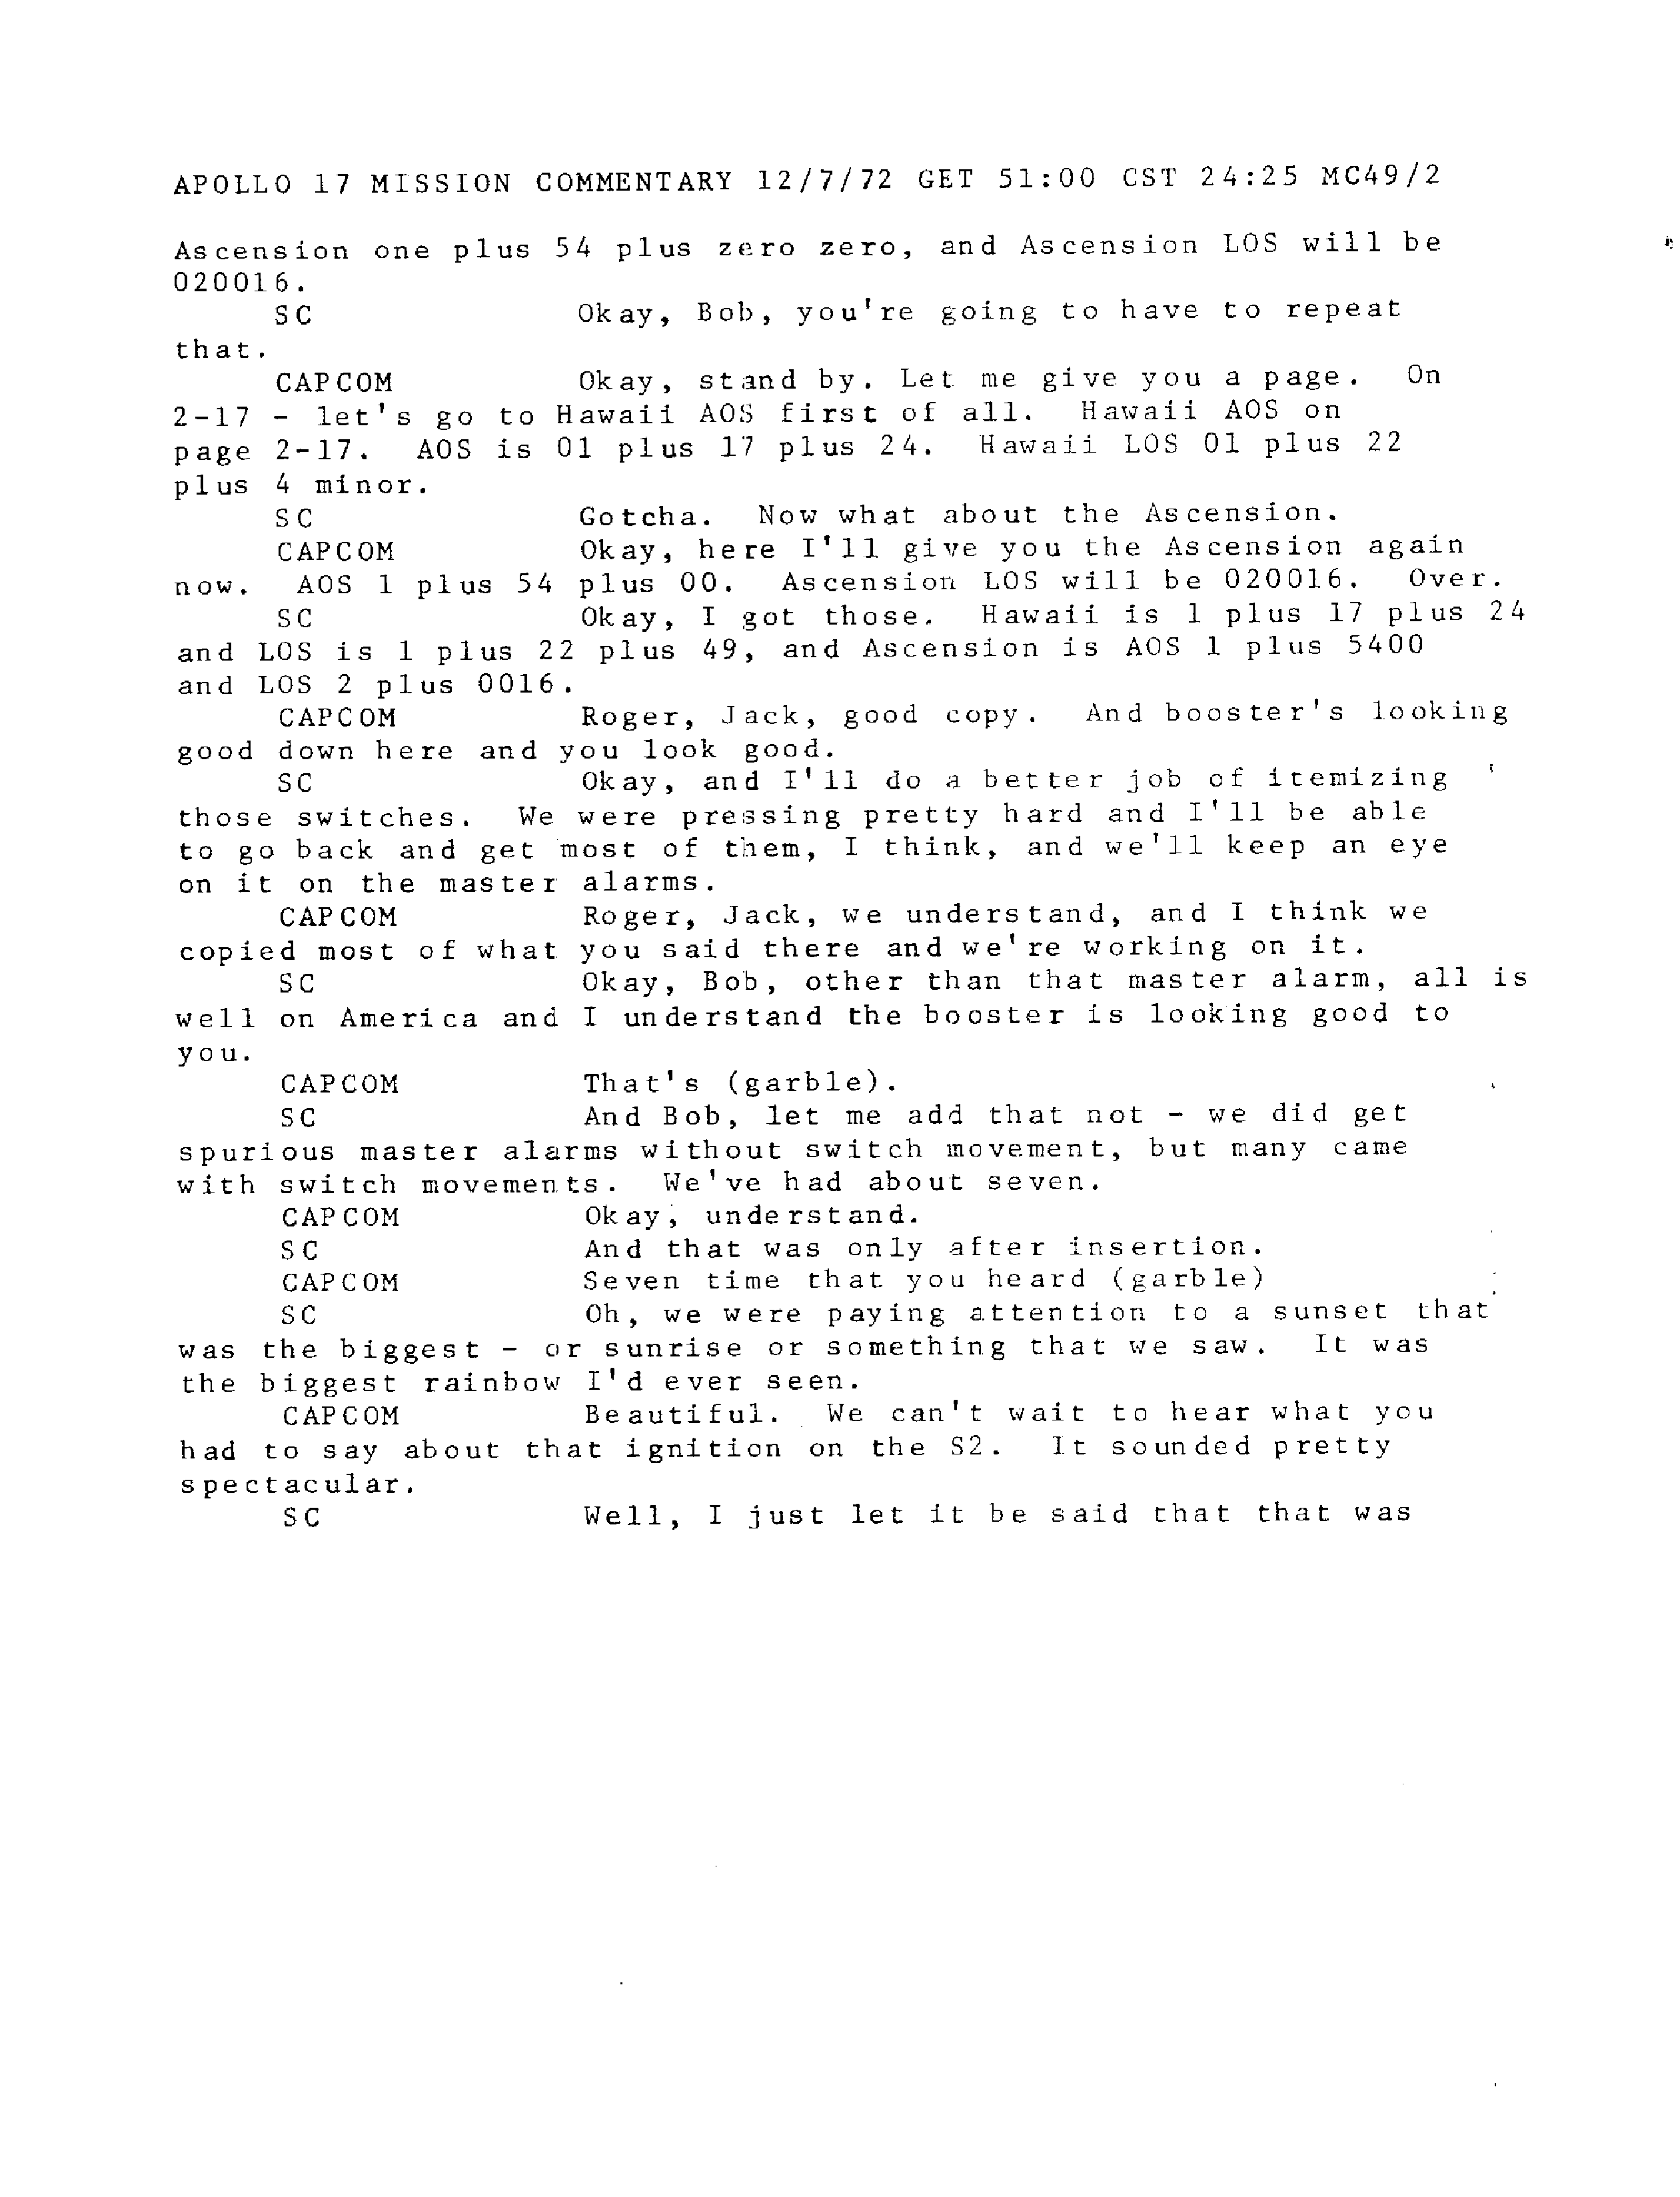 APOLLO 17 MISSION COMMENTARY 12/7/72 GET 51:00 CST 24:25 MC49/2
Ascension one plus 54 plus zero zero, and Ascension LOS will be
020016.
SC Okay, Bob, you're going to have to repeat
that.
CAPCOM Okay, stand by. Let me give you a page. On
2-17 - let's go to Hawaii AOS first of all. Hawaii AOS on
page 2-17. AOS is 01 plus 17 plus 24. Hawaii LOS 01 plus 22
plus 4 minor.
SC Gotcha. Now what about the Ascension.
CAPCOM Okay, here I'll give you the Ascension again
now. AOS 1 plus 54 plus 00. Ascension LOS will be 020016. Over.
SC Okay, I got those. Hawaii is 1 plus 17 plus 24
and LOS is 1 plus 22 plus 49, and Ascension is AOS 1 plus 5400
and LOS 2 plus 0016.
CAPCOM Roger, Jack, good copy. And booster's looking
good down here and you look good.
SC Okay, and I'll do a better job of itemizing
those switches. We were pressing pretty hard and I'll be able
to go back and get most of them, I think, and we'll keep an eye
on it on the master alarms.
CAPCOM Roger, Jack, we understand, and I think we
copied most of what you said there and we're working on it.
SC Okay, Bob, other than that master alarm, all is
well on America and I understand the booster is looking good to
you.
CAPCOM That's (garble).
SC And Bob, let me add that not - we did get
spurious master alarms without switch movement, but many came
with switch movements. We've had about seven.
CAPCOM Okay, understand.
SC And that was only after insertion.
CAPCOM Seven time that you heard (garble)
SC Oh, we were paying attention to a sunset that
was the biggest - or sunrise or something that we saw. It was
the biggest rainbow I'd ever seen.
CAPCOM Beautiful. We can't wait to hear what you
had to say about that ignition on the S2. It sounded pretty
spectacular.
SC Well, I just let it be said that that was